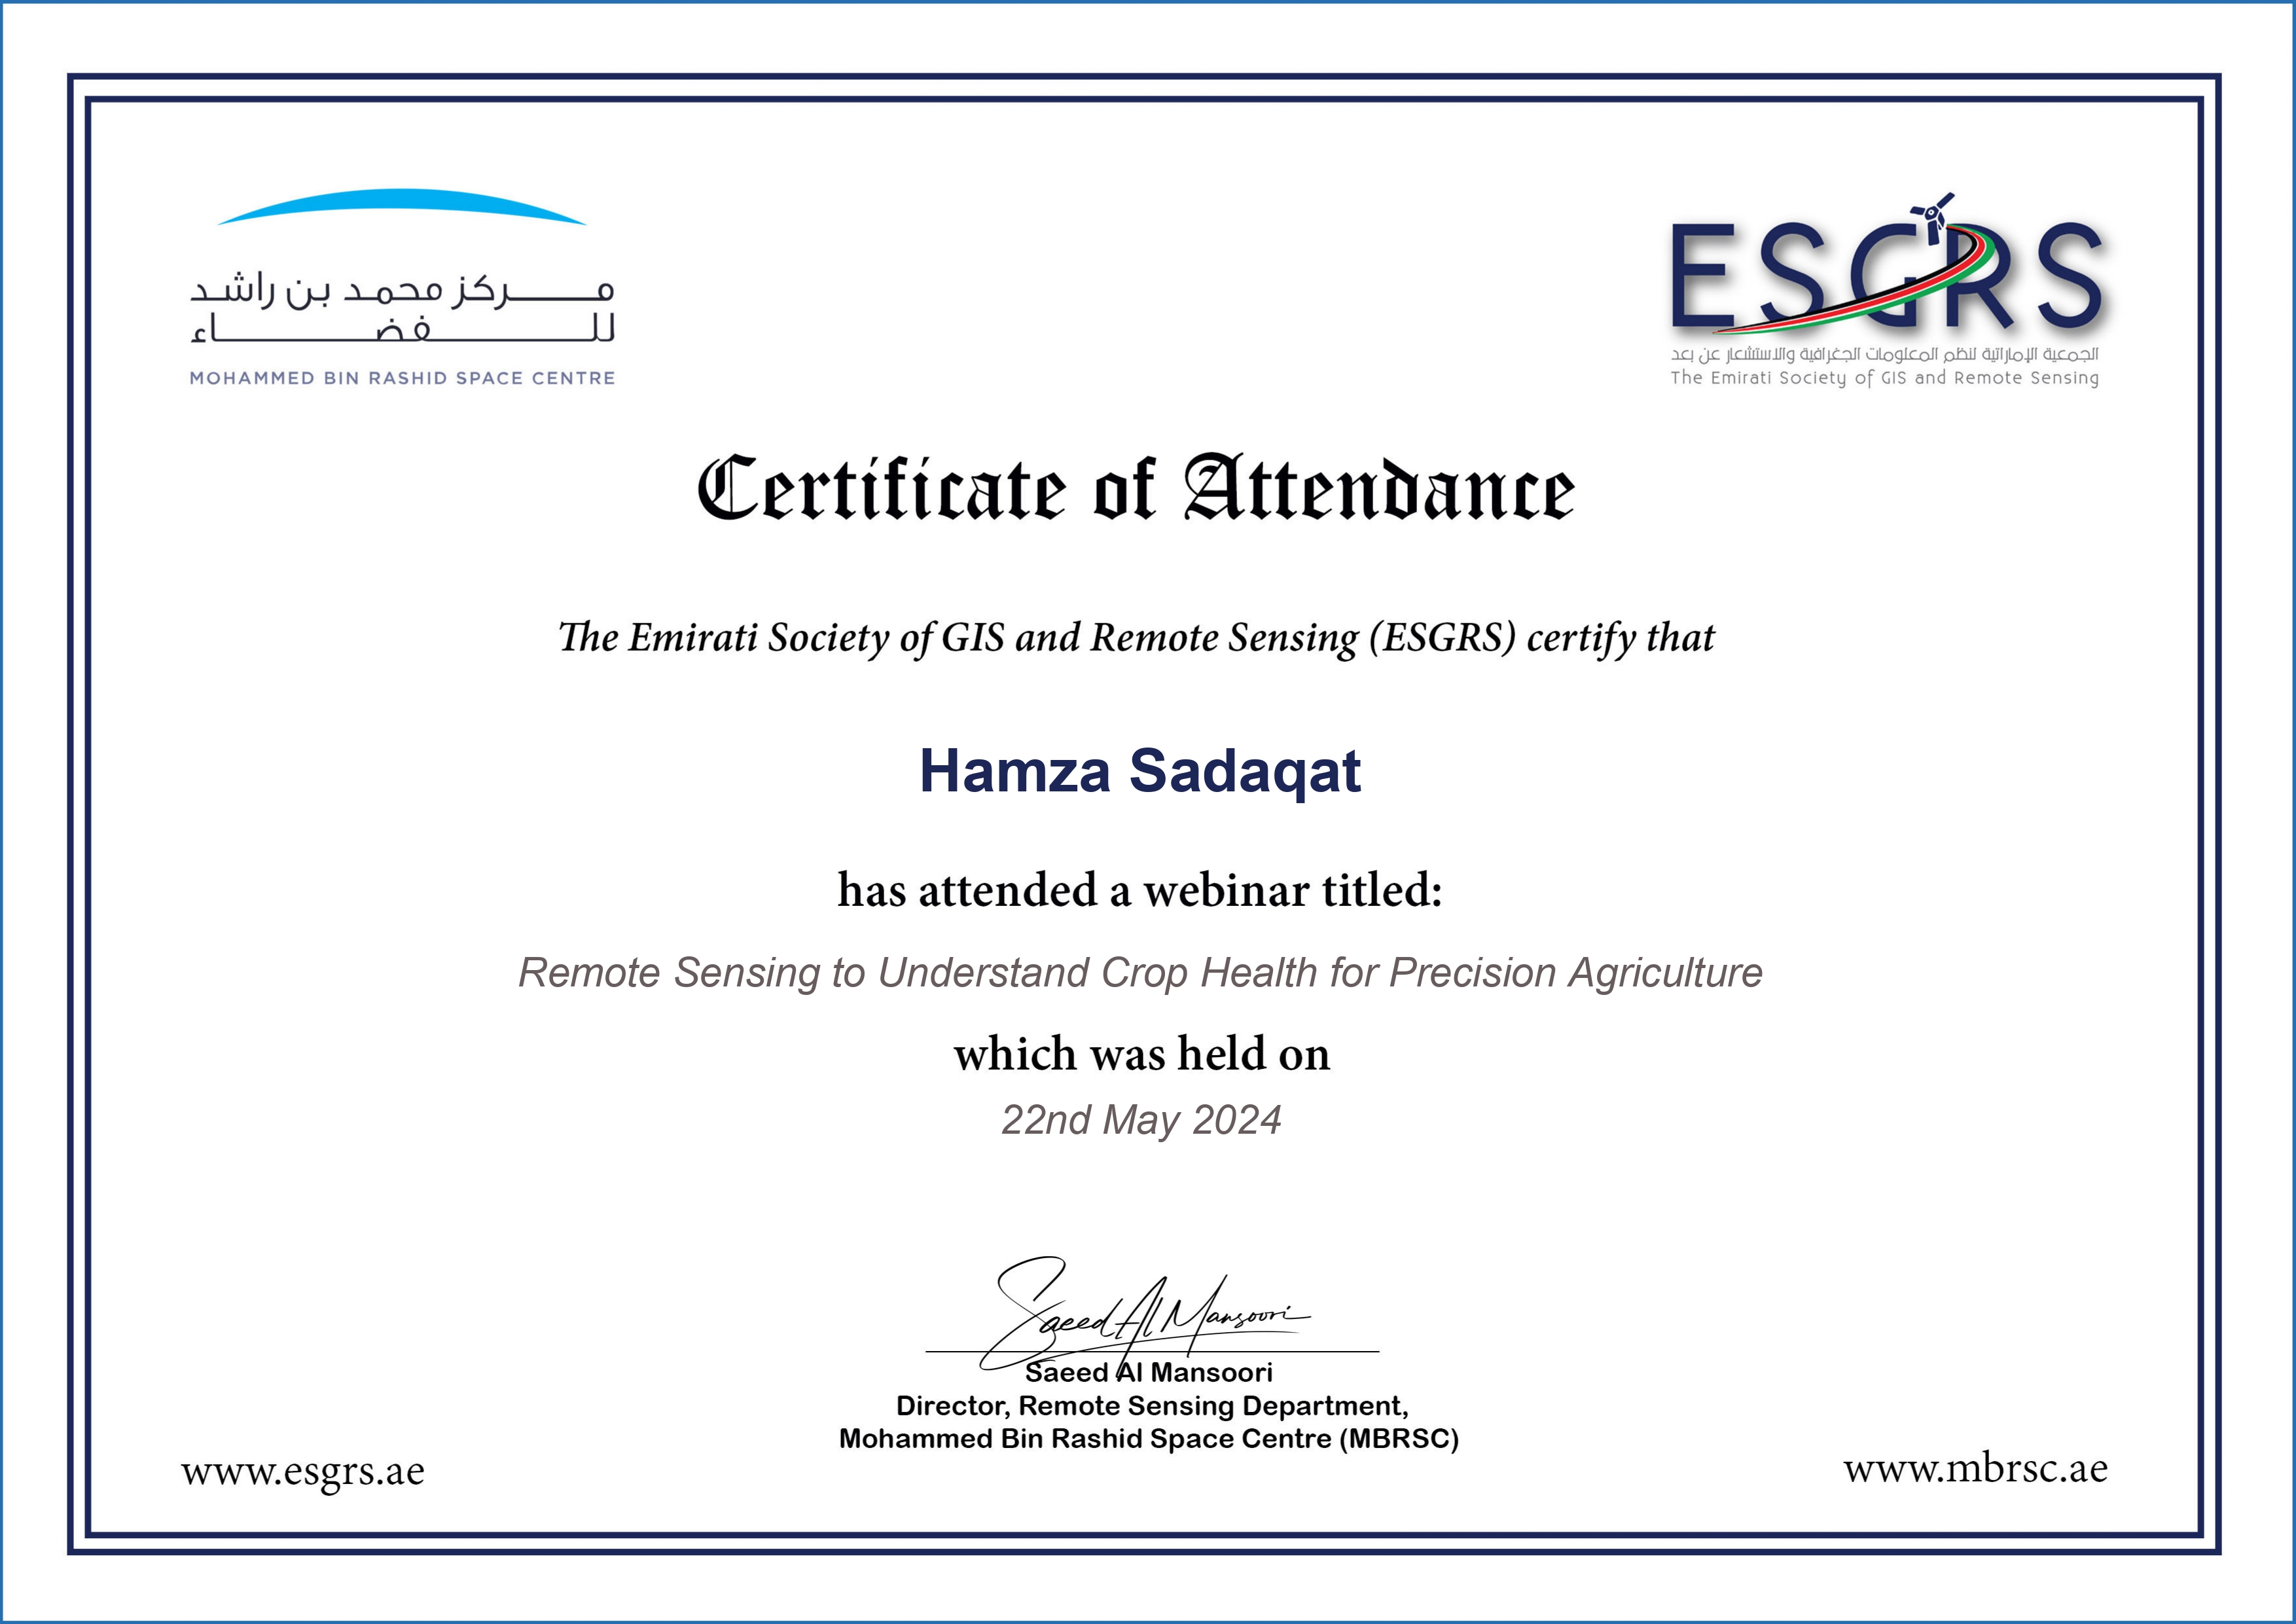 مركز محمد بن راشد
للفضاء
MOHAMMED BIN RASHID SPACE CENTRE
ESGRS
الجمعية الإماراتية لنظم المعلومات الجغرافية والاستشعار عن بعد
The Emirati Society of GIS and Remote Sensing
Certificate of Attendance
The Emirati Society of GIS and Remote Sensing (ESGRS) certify that
Hamza Sadaqat
has attended a webinar titled:
Remote Sensing to Understand Crop Health for Precision Agriculture
which was held on
22nd May 2024
Saeed Al Mansoori
Saeed Al Mansoori
Director, Remote Sensing Department,
Mohammed Bin Rashid Space Centre (MBRSC)
www.esgrs.ae
www.mbrsc.ae